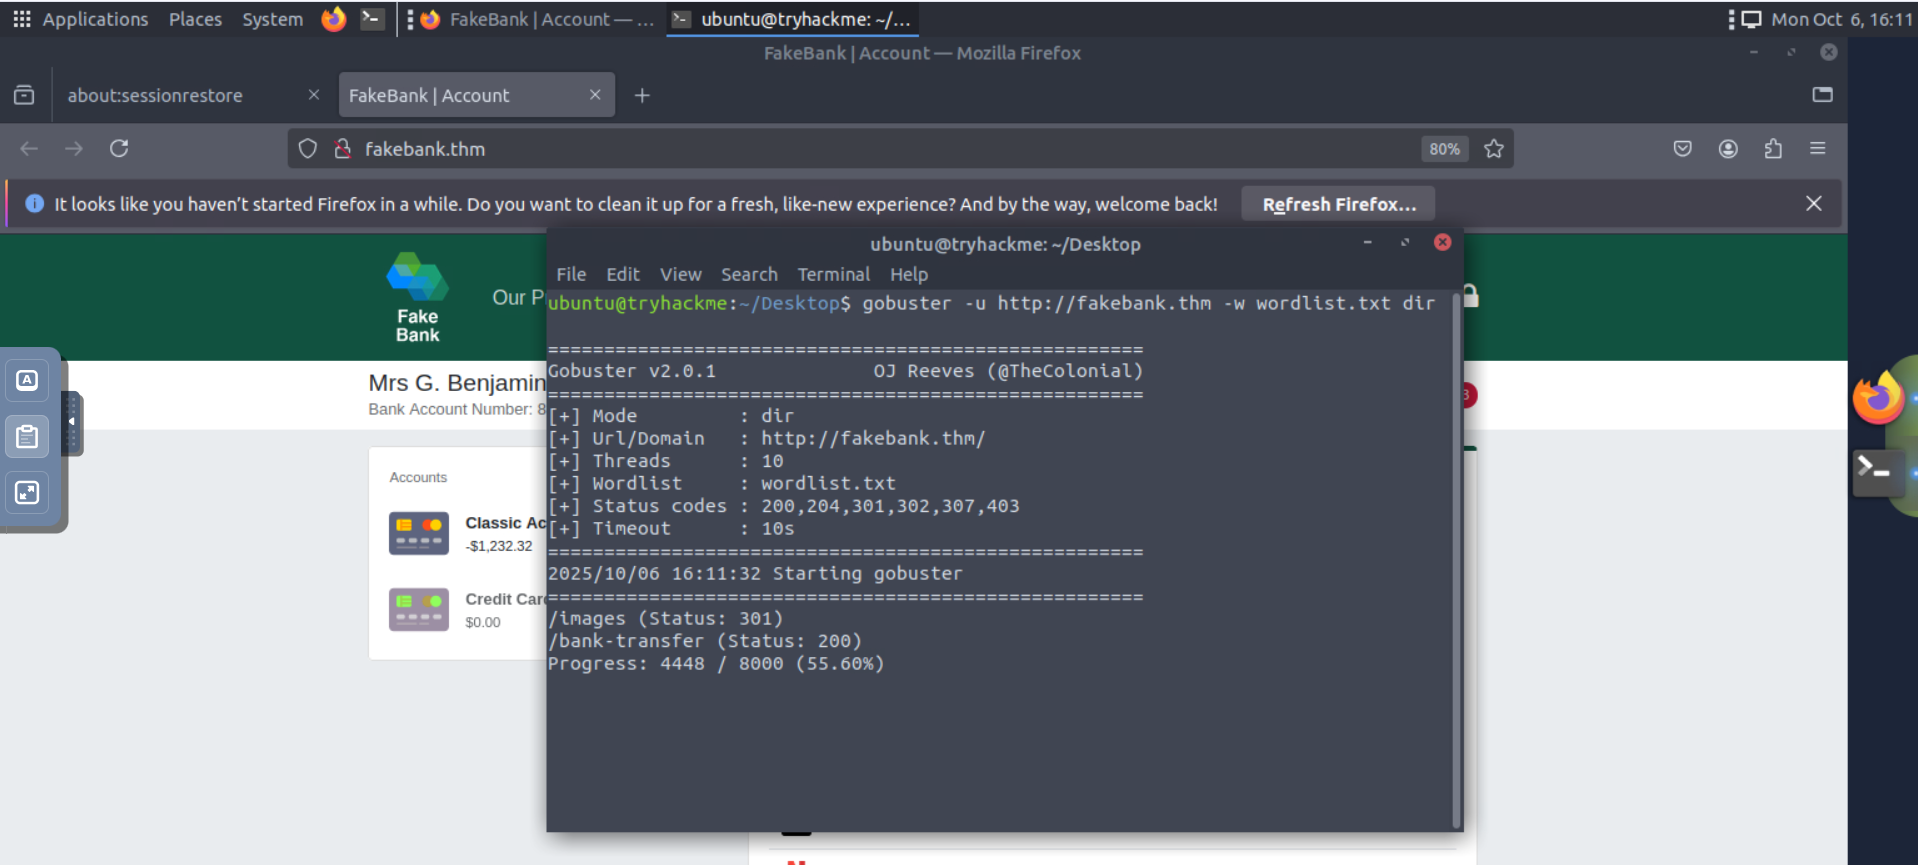 Applications Places System FakeBank | Account — ... ubuntu@tryhackme: ~/... Mon Oct 6, 16:11
FakeBank | Account — Mozilla Firefox
about:sessionrestore FakeBank | Account
fakebank.thm 80%
It looks like you haven't started Firefox in a while. Do you want to clean it up for a fresh, like-new experience? And by the way, welcome back! Refresh Firefox...
Fake
Bank
Our P
Mrs G. Benjamin
Bank Account Number: 8
Accounts
Classic Ac
-$1,232.32
Credit Car
$0.00
ubuntu@tryhackme: ~/Desktop
File Edit View Search Terminal Help
ubuntu@tryhackme:~/Desktop$ gobuster -u http://fakebank.thm -w wordlist.txt dir
=====================================================
Gobuster v2.0.1 OJ Reeves (@TheColonial)
=====================================================
[+] Mode : dir
[+] Url/Domain : http://fakebank.thm/
[+] Threads : 10
[+] Wordlist : wordlist.txt
[+] Status codes : 200,204,301,302,307,403
[+] Timeout : 10s
=====================================================
2025/10/06 16:11:32 Starting gobuster
=====================================================
/images (Status: 301)
/bank-transfer (Status: 200)
Progress: 4448 / 8000 (55.60%)
A